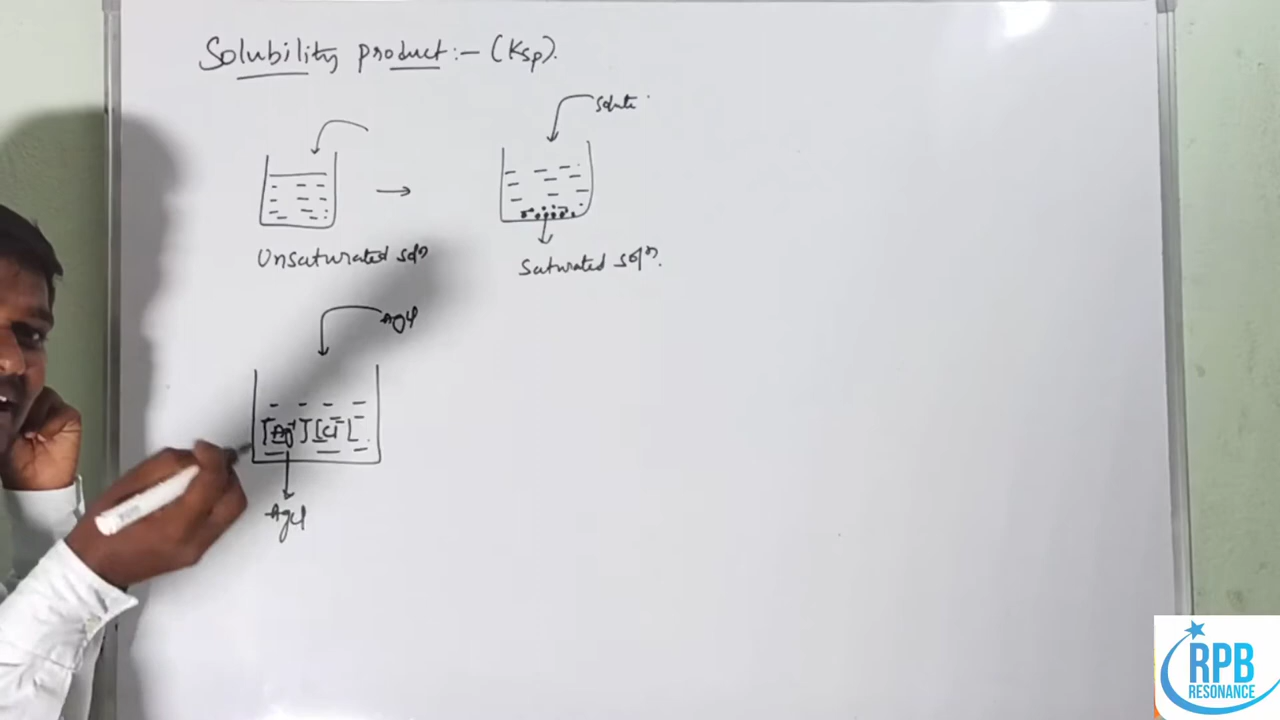 Solubility product :- (Ksp).
solute
Unsaturated soln
Saturated soln.
AgCl
[Ag+] [Cl-]
AgCl
RPB
RESONANCE